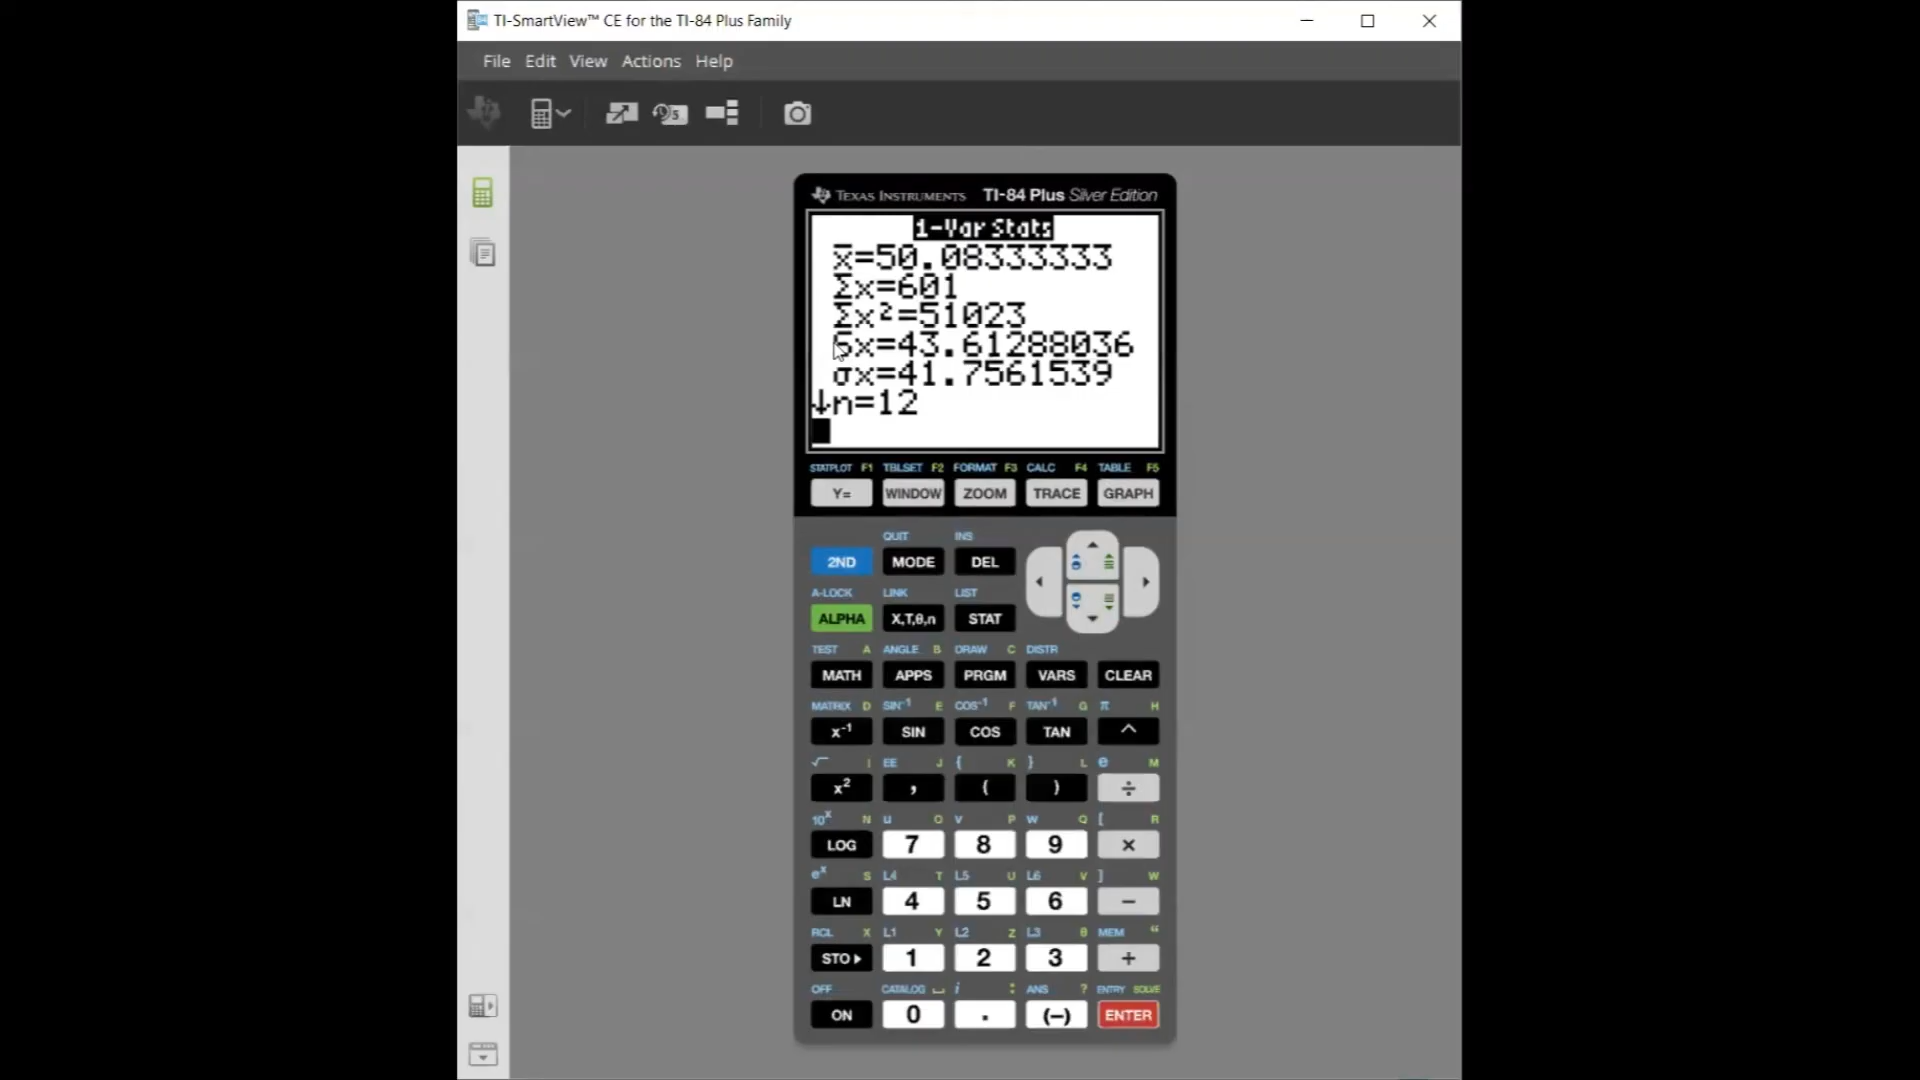 TI-SmartView™ CE for the TI-84 Plus Family
File Edit View Actions Help
TEXAS INSTRUMENTS TI-84 Plus Silver Edition
1-Var Stats
x̄=50.08333333
Σx=601
Σx²=51023
Sx=43.61288036
σx=41.7561539
↓n=12
STATPLOT F1 TBLSET F2 FORMAT F3 CALC F4 TABLE F5
Y= WINDOW ZOOM TRACE GRAPH
QUIT INS
2ND MODE DEL
A-LOCK LINK LIST
ALPHA X,T,θ,n STAT
TEST A ANGLE B DRAW C DISTR
MATH APPS PRGM VARS CLEAR
MATRIX D SIN⁻¹ E COS⁻¹ F TAN⁻¹ G π H
x⁻¹ SIN COS TAN ^
√ I EE J { K } L e M
x² , ( ) ÷
10ˣ N u O v P w Q [ R
LOG 7 8 9 ×
eˣ S L4 T L5 U L6 V ] W
LN 4 5 6 −
RCL X L1 Y L2 Z L3 θ MEM “
STO▶ 1 2 3 +
OFF CATALOG ⎵ i : ANS ? ENTRY SOLVE
ON 0 . (−) ENTER